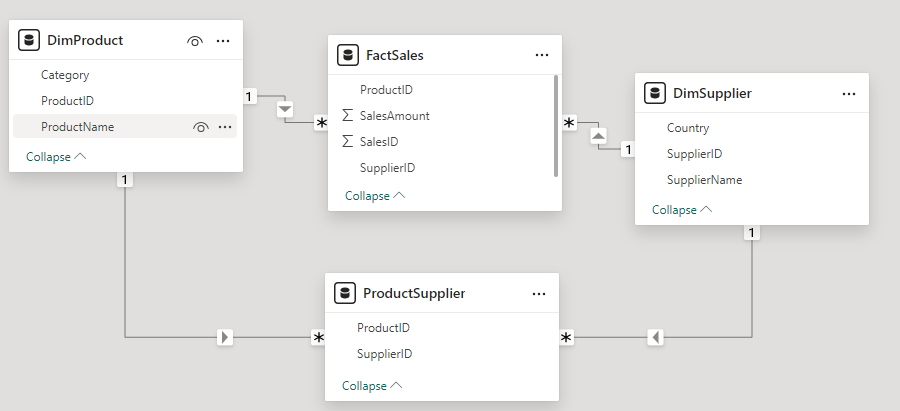 DimProduct
Category
ProductID
ProductName
Collapse
1
1
FactSales
ProductID
SalesAmount
SalesID
SupplierID
Collapse
*
*
DimSupplier
Country
SupplierID
SupplierName
Collapse
1
1
ProductSupplier
ProductID
SupplierID
Collapse
*
*